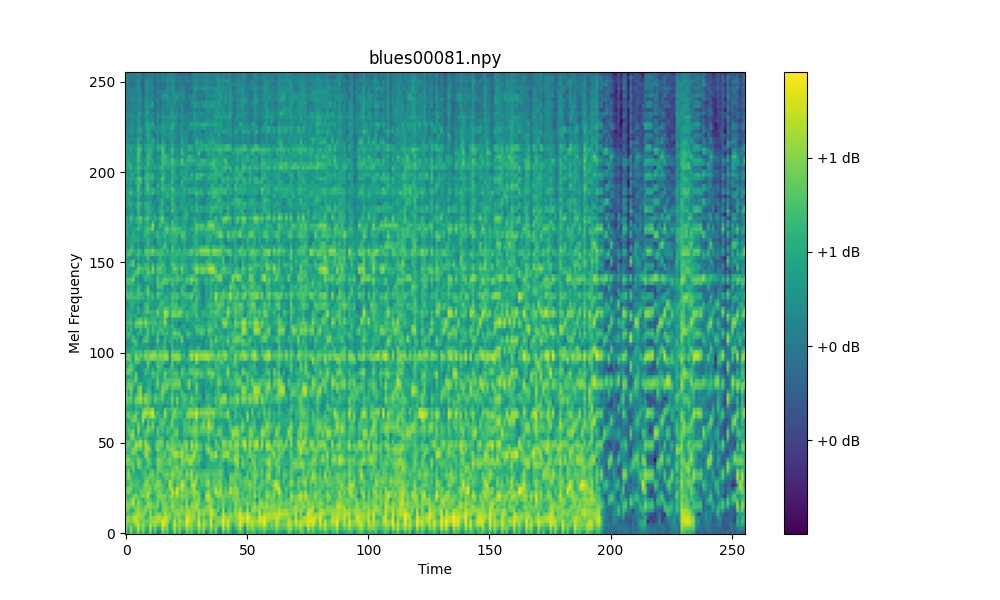 blues00081.npy
250
200
150
100
50
0
Mel Frequency
0 50 100 150 200 250
Time
+1 dB
+1 dB
+0 dB
+0 dB